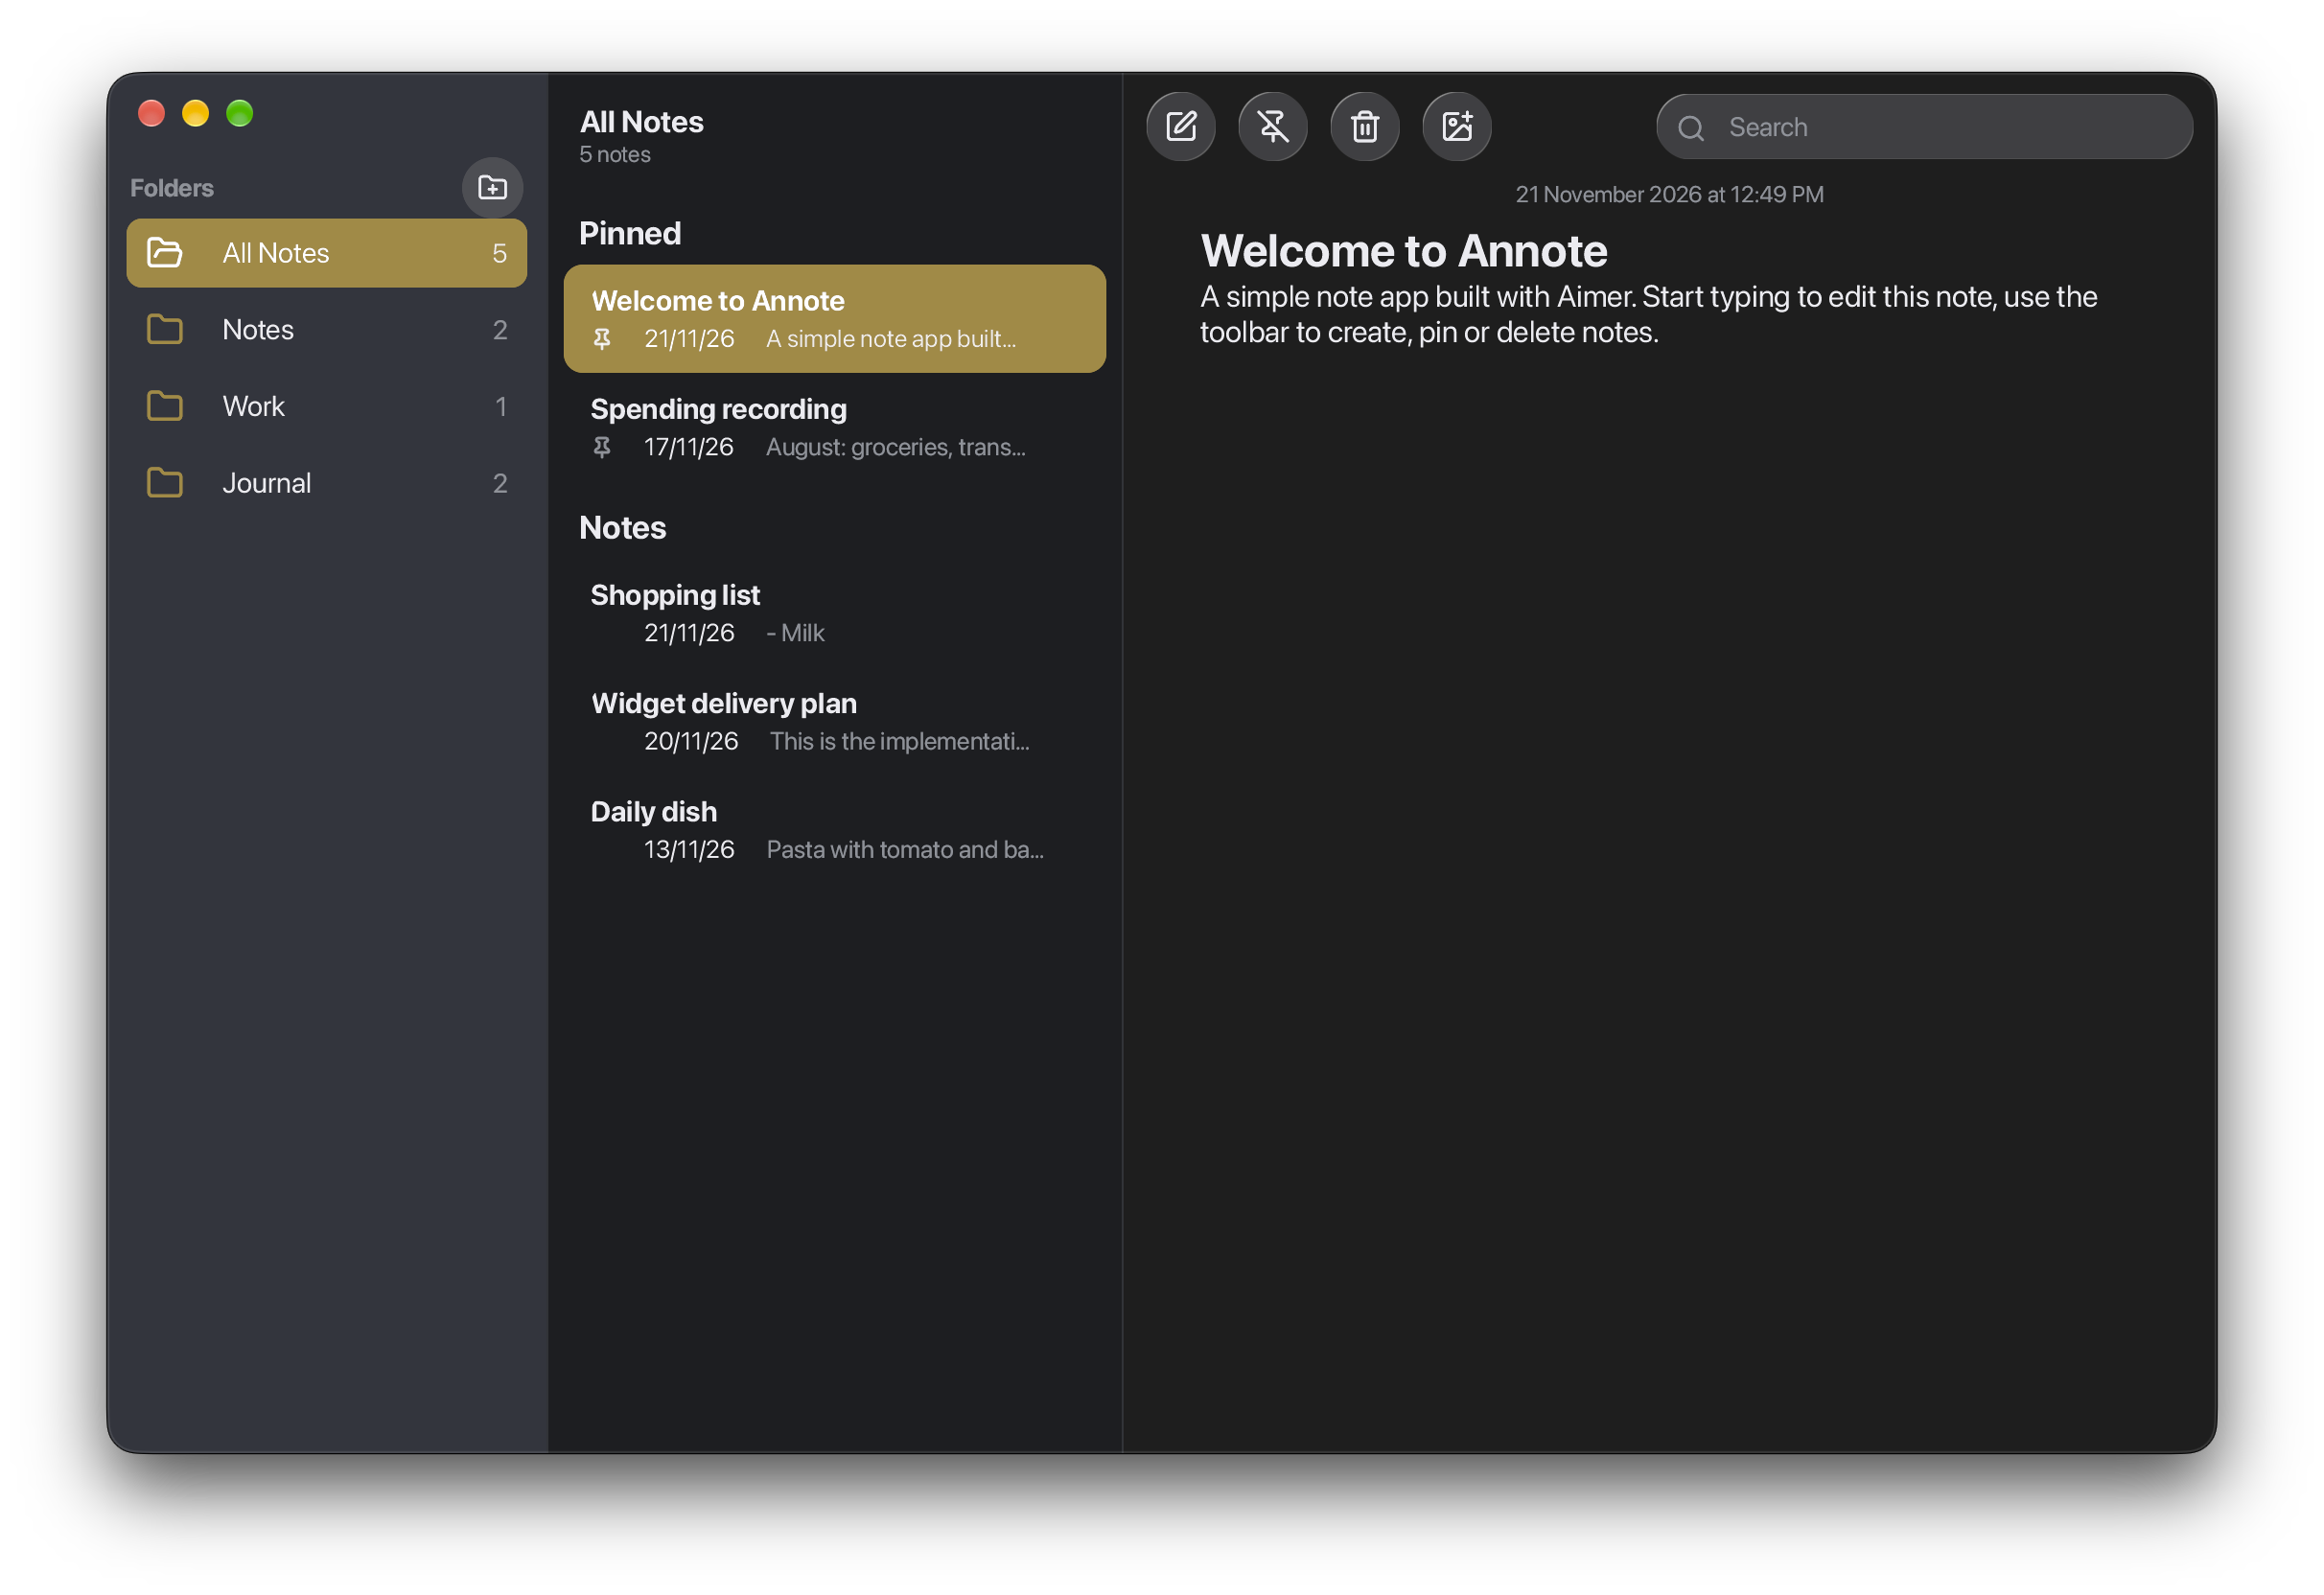 Folders
All Notes 5
Notes 2
Work 1
Journal 2
All Notes
5 notes
Pinned
Welcome to Annote
21/11/26 A simple note app built...
Spending recording
17/11/26 August: groceries, trans...
Notes
Shopping list
21/11/26 - Milk
Widget delivery plan
20/11/26 This is the implementati...
Daily dish
13/11/26 Pasta with tomato and ba...
Search
21 November 2026 at 12:49 PM
Welcome to Annote
A simple note app built with Aimer. Start typing to edit this note, use the
toolbar to create, pin or delete notes.